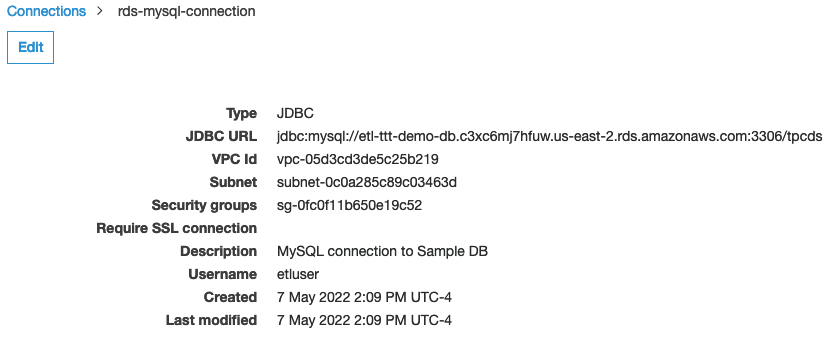 Connections > rds-mysql-connection
Edit
Type JDBC
JDBC URL jdbc:mysql://etl-ttt-demo-db.c3xc6mj7hfuw.us-east-2.rds.amazonaws.com:3306/tpcds
VPC Id vpc-05d3cd3de5c25b219
Subnet subnet-0c0a285c89c03463d
Security groups sg-0fc0f11b650e19c52
Require SSL connection
Description MySQL connection to Sample DB
Username etluser
Created 7 May 2022 2:09 PM UTC-4
Last modified 7 May 2022 2:09 PM UTC-4